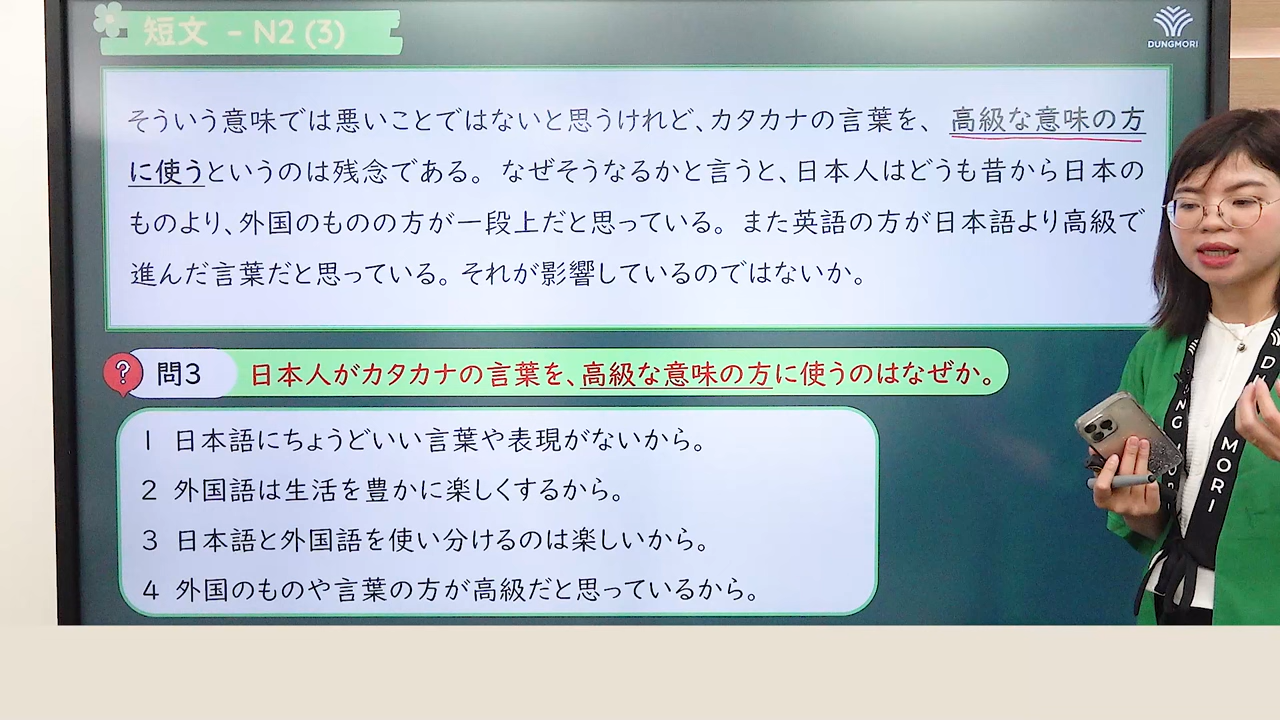 短文 - N2 (3)
DUNGMORI
そういう意味では悪いことではないと思うけれど、カタカナの言葉を、高級な意味の方
に使うというのは残念である。なぜそうなるかと言うと、日本人はどうも昔から日本の
ものより、外国のものの方が一段上だと思っている。また英語の方が日本語より高級で
進んだ言葉だと思っている。それが影響しているのではないか。
? 問3 日本人がカタカナの言葉を、高級な意味の方に使うのはなぜか。
1 日本語にちょうどいい言葉や表現がないから。
2 外国語は生活を豊かに楽しくするから。
3 日本語と外国語を使い分けるのは楽しいから。
4 外国のものや言葉の方が高級だと思っているから。
MORI